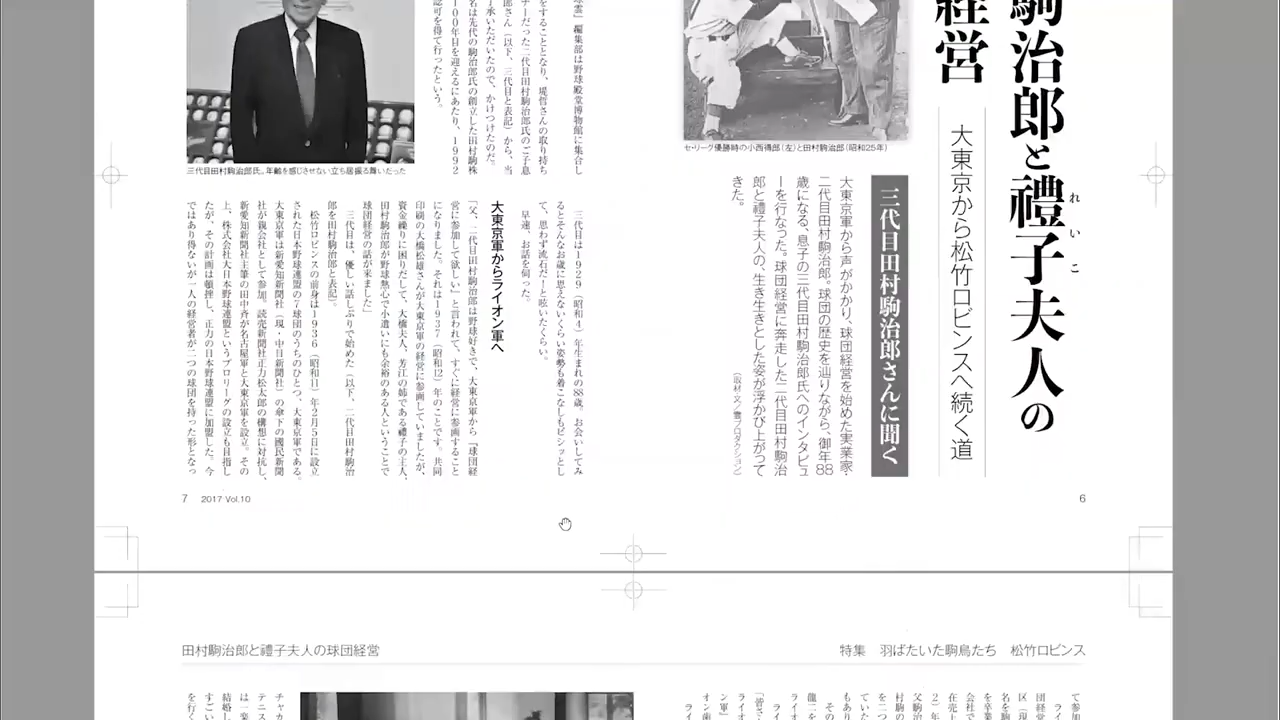 駒治郎と禮子夫人の
れいこ
経営
大東京から松竹ロビンスへ続く道
セ・リーグ優勝時の小西得郎(左)と田村駒治郎(昭和25年)
三代目田村駒治郎さんに聞く
大東京軍から声がかかり、球団経営を始めた実業家・
二代目田村駒治郎。球団の歴史を辿りながら、御年88
歳になる、息子の三代目田村駒治郎氏へのインタビュ
ーを行なった。球団経営に奔走した二代目田村駒治
郎と禮子夫人の、生き生きとした姿が浮かび上がって
きた。
(取材・文/靈プロダクション)
編集部は野球殿堂博物館に集合し
をすることとなり、堤哲さんの取り持ち
ナーだった二代目田村駒治郎氏のご子息
郎さん(以下、三代目と表記)から、当
了承いただいたので、かけつけたのだ。
名は先代の駒治郎氏の創立した田村駒株
100年目を迎えるにあたり、1992
認可を得て行ったという。
三代目田村駒治郎氏。年齢を感じさせない立ち居振る舞いだった
三代目は1929(昭和4)年生まれの88歳。お会いしてみ
るとそんなお歳に思えないくらい姿勢も着こなしもビシッとし
て、思わず流石だ!と呟いたくらい。
早速、お話を伺った。
大東京軍からライオン軍へ
「父、二代目田村駒治郎は野球好きで、大東京軍から『球団経
営に参加して欲しい』と言われて、すぐに経営に参画すること
になりました。それは1937(昭和12)年のことです。共同
印刷の大橋松雄さんが大東京軍の経営に参画していましたが、
資金繰りに困りだして、大橋夫人、芳江の姉である禮子の主人、
田村駒治郎が野球熱心で小遣いにも余裕のある人ということで
球団経営の話が来ました」
三代目は、優しい話しぶりで始めた(以下、二代目田村駒治
郎を田村駒治郎と表記)。
松竹ロビンスの前身は1936(昭和11)年2月5日に設立
された日本野球連盟の7球団のうちのひとつ、大東京軍である。
大東京軍は新愛知新聞社(現・中日新聞社)の傘下の國民新聞
社が親会社として参加。読売新聞社正力松太郎の構想に対抗し、
新愛知新聞社主筆の田中斉が名古屋軍と大東京軍を設立。その
上、株式会社大日本野球連盟というプロリーグの設立も目指し
たが、その計画は頓挫し、正力の日本野球連盟に加盟した。今
ではあり得ないが一人の経営者が二つの球団を持った形となっ
7 2017 Vol.10
6
田村駒治郎と禮子夫人の球団経営
特集 羽ばたいた駒鳥たち 松竹ロビンス